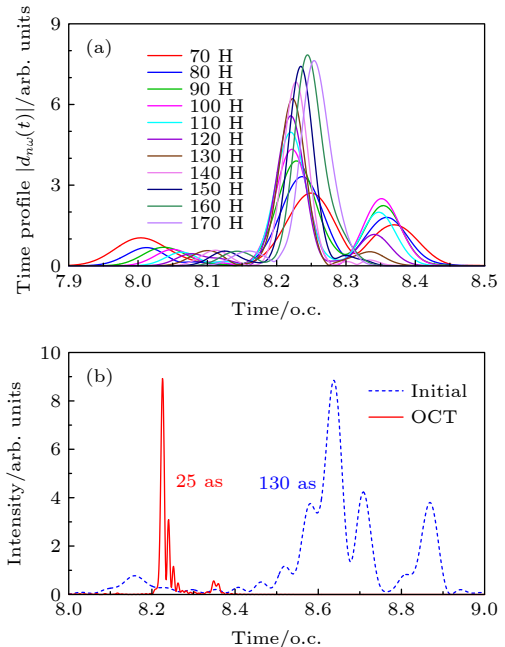 (a)
Time profile |d_{nω}(t)|/arb. units
9
6
3
0
70 H
80 H
90 H
100 H
110 H
120 H
130 H
140 H
150 H
160 H
170 H
7.9 8.0 8.1 8.2 8.3 8.4 8.5
Time/o.c.
(b)
Intensity/arb. units
10
8
6
4
2
0
Initial
OCT
25 as
130 as
8.0 8.2 8.4 8.6 8.8 9.0
Time/o.c.